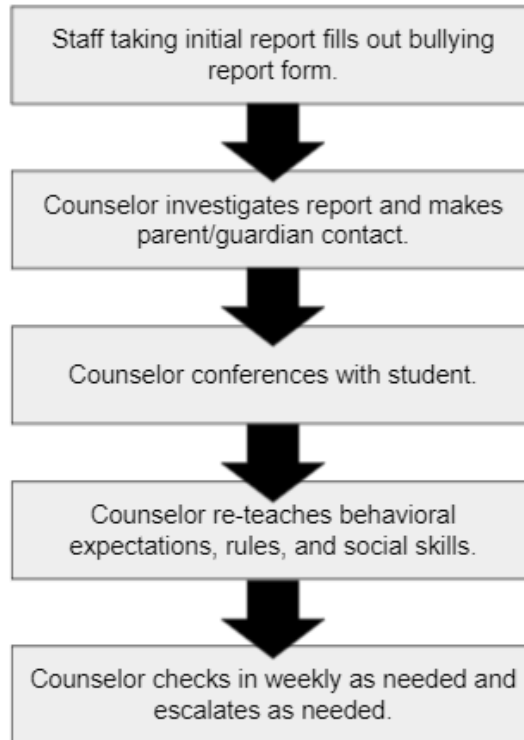 Staff taking initial report fills out bullying
report form.
Counselor investigates report and makes
parent/guardian contact.
Counselor conferences with student.
Counselor re-teaches behavioral
expectations, rules, and social skills.
Counselor checks in weekly as needed and
escalates as needed.